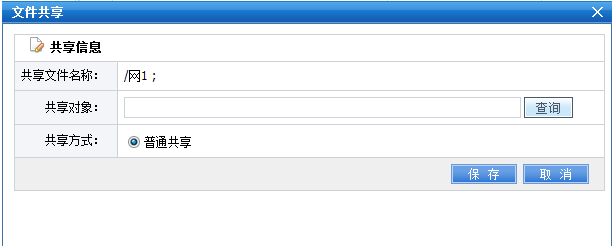 文件共享
共享信息
共享文件名称： /网1；
共享对象： 查询
共享方式： 普通共享
保 存 取 消